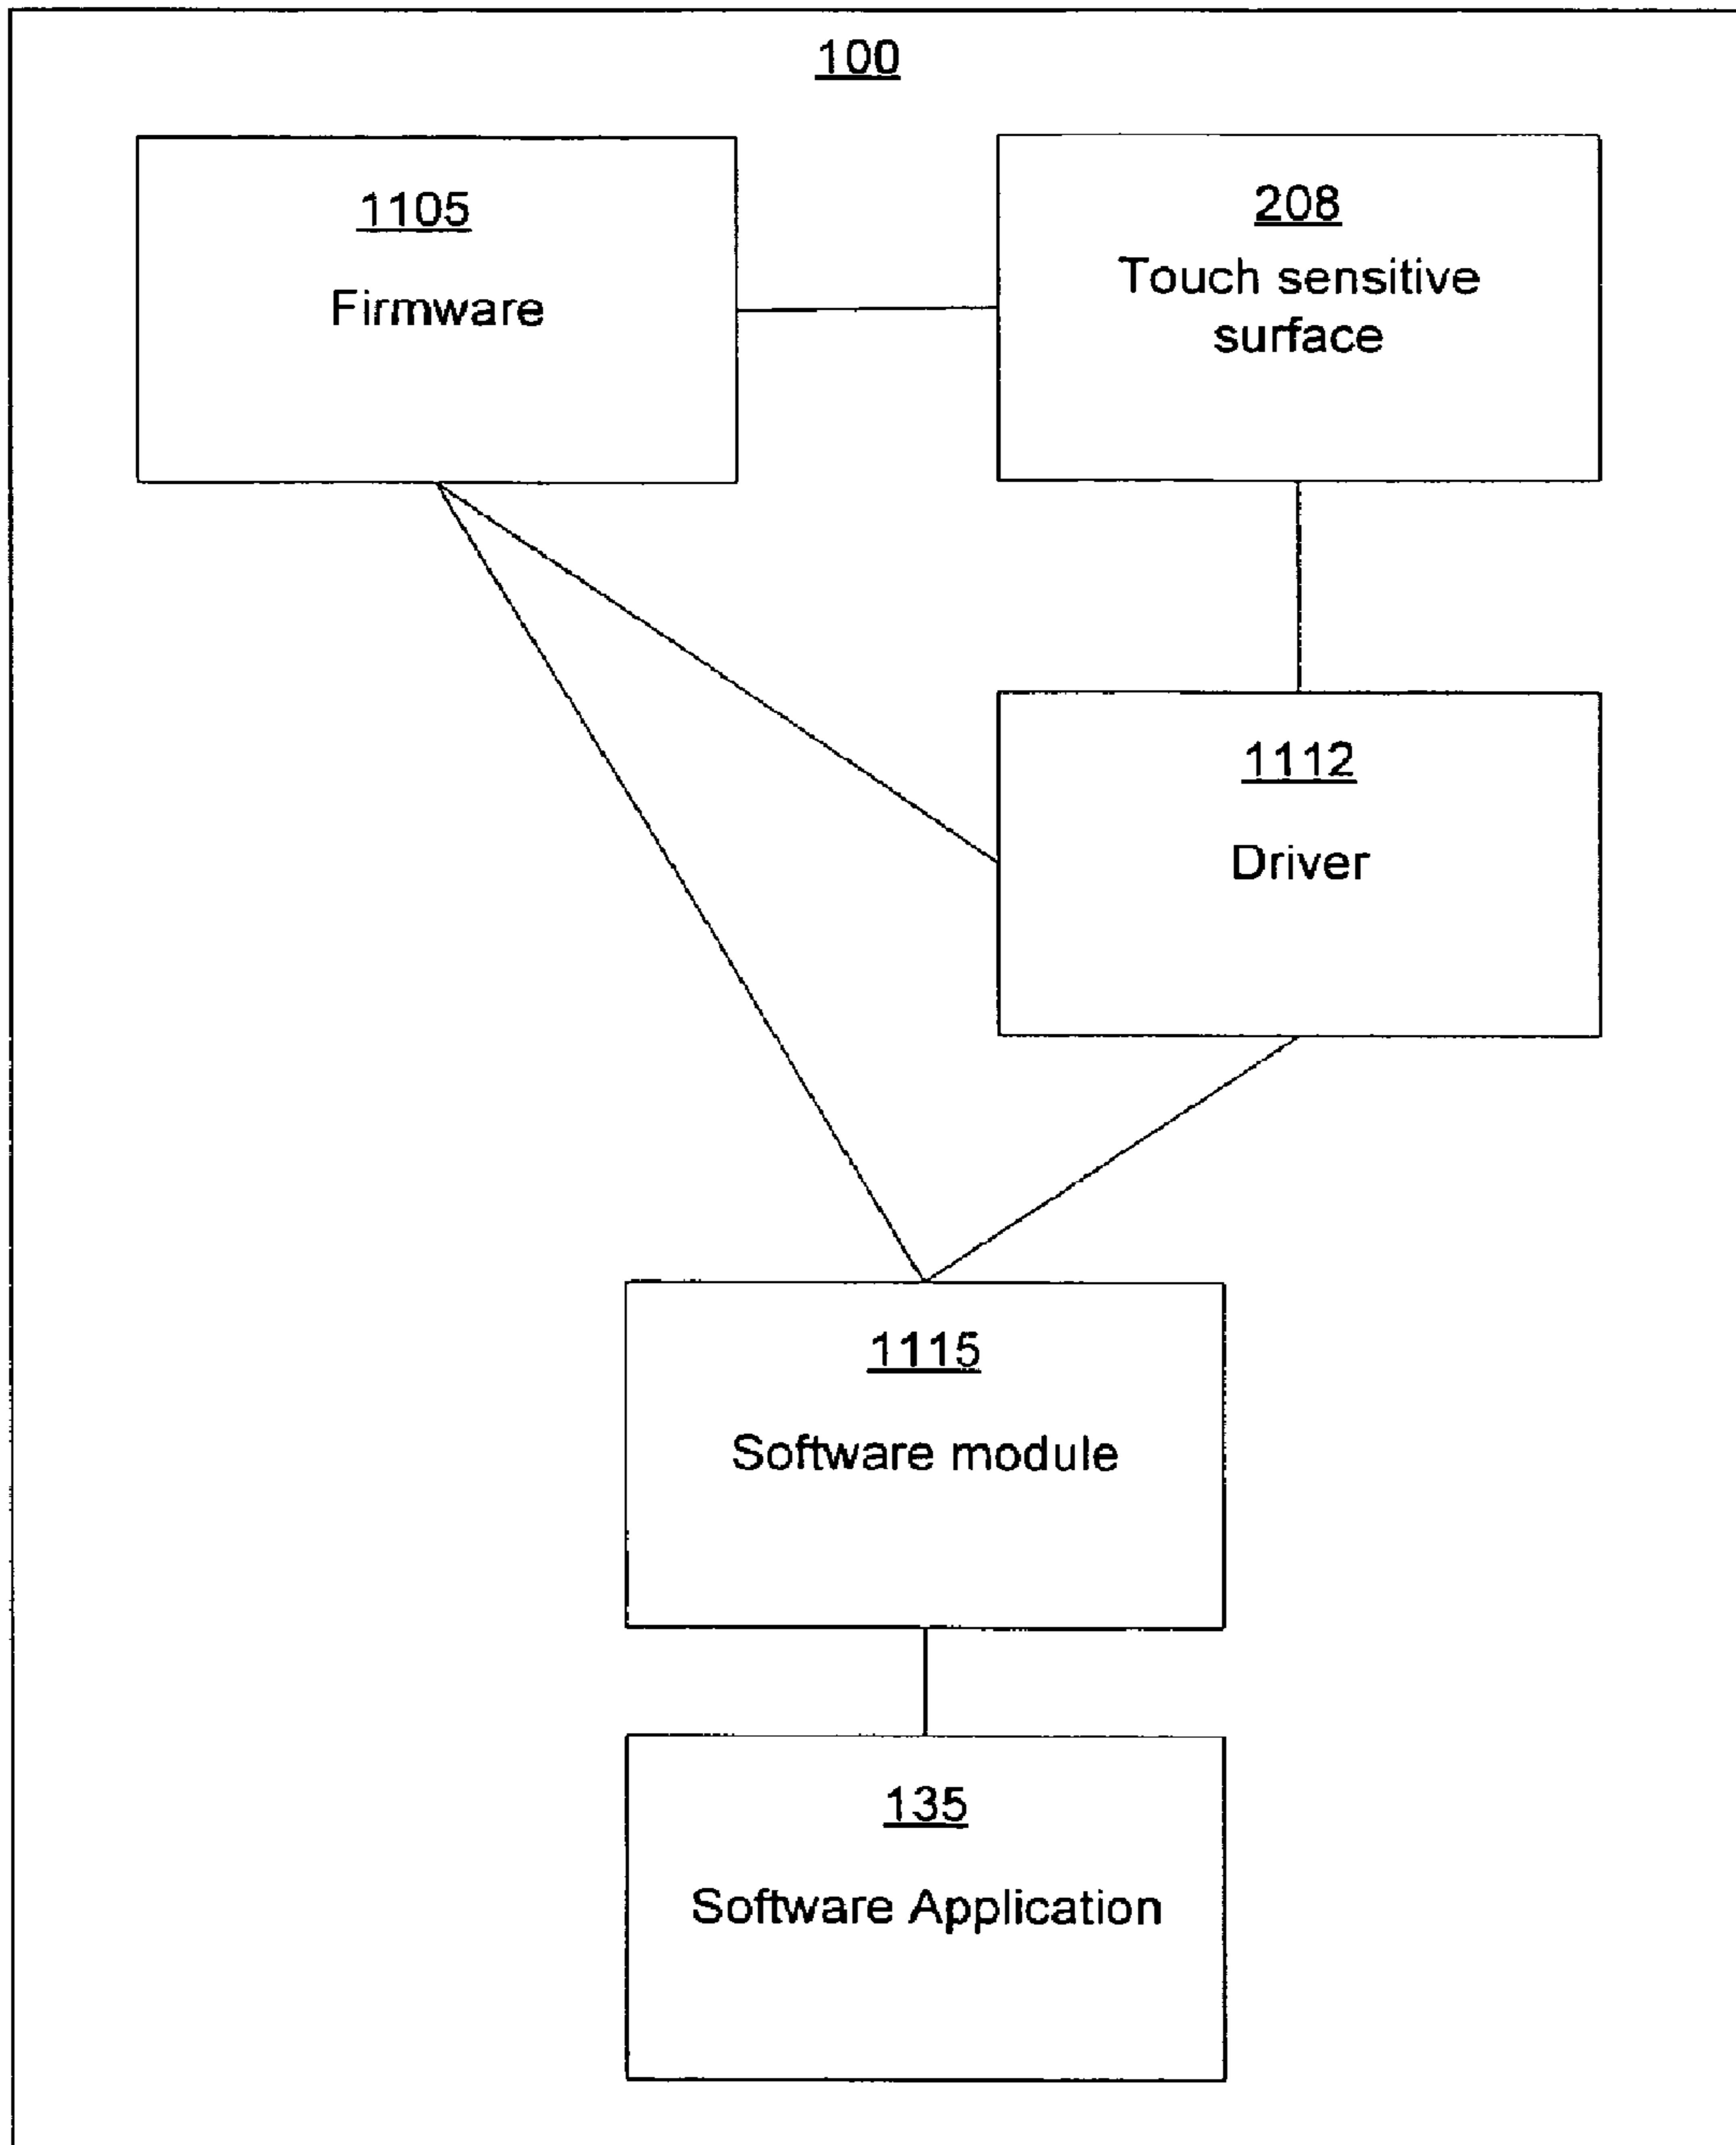 100
1105
Firmware
208
Touch sensitive
surface
1112
Driver
1115
Software module
135
Software Application